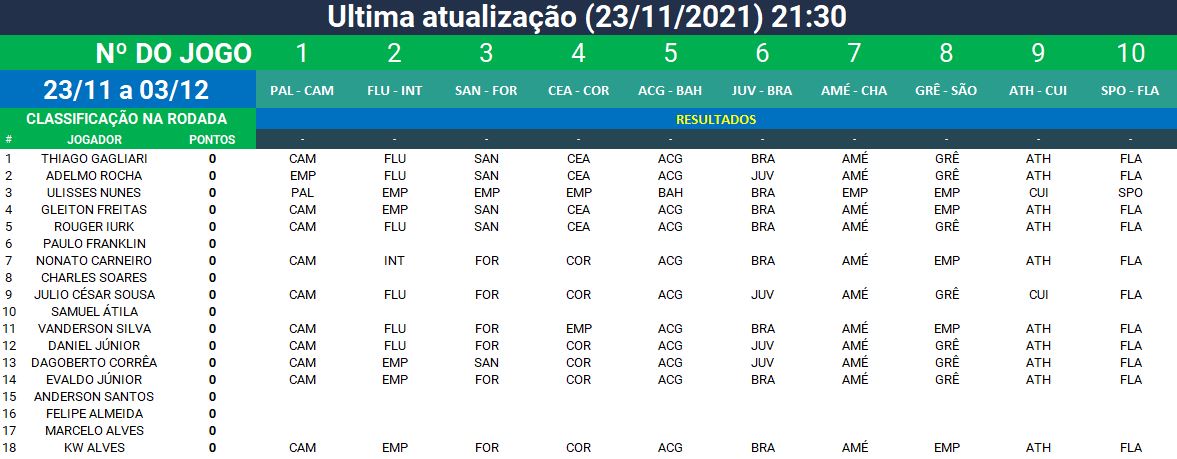 Ultima atualização (23/11/2021) 21:30
Nº DO JOGO 1 2 3 4 5 6 7 8 9 10
23/11 a 03/12 PAL - CAM FLU - INT SAN - FOR CEA - COR ACG - BAH JUV - BRA AMÉ - CHA GRÊ - SÃO ATH - CUI SPO - FLA
CLASSIFICAÇÃO NA RODADA RESULTADOS
# JOGADOR PONTOS - - - - - - - - - -
1 THIAGO GAGLIARI 0 CAM FLU SAN CEA ACG BRA AMÉ GRÊ ATH FLA
2 ADELMO ROCHA 0 EMP FLU SAN CEA ACG JUV AMÉ GRÊ ATH FLA
3 ULISSES NUNES 0 PAL EMP EMP EMP BAH BRA EMP EMP CUI SPO
4 GLEITON FREITAS 0 CAM EMP SAN CEA ACG BRA AMÉ EMP ATH FLA
5 ROUGER IURK 0 CAM FLU SAN CEA ACG BRA AMÉ GRÊ ATH FLA
6 PAULO FRANKLIN 0
7 NONATO CARNEIRO 0 CAM INT FOR COR ACG BRA AMÉ EMP ATH FLA
8 CHARLES SOARES 0
9 JULIO CÉSAR SOUSA 0 CAM FLU FOR COR ACG JUV AMÉ GRÊ CUI FLA
10 SAMUEL ÁTILA 0
11 VANDERSON SILVA 0 CAM FLU FOR EMP ACG BRA AMÉ EMP ATH FLA
12 DANIEL JÚNIOR 0 CAM FLU FOR COR ACG JUV AMÉ GRÊ ATH FLA
13 DAGOBERTO CORRÊA 0 CAM EMP SAN COR ACG JUV AMÉ GRÊ ATH FLA
14 EVALDO JÚNIOR 0 CAM EMP FOR COR ACG BRA AMÉ GRÊ ATH FLA
15 ANDERSON SANTOS 0
16 FELIPE ALMEIDA 0
17 MARCELO ALVES 0
18 KW ALVES 0 CAM EMP FOR COR ACG BRA AMÉ EMP ATH FLA